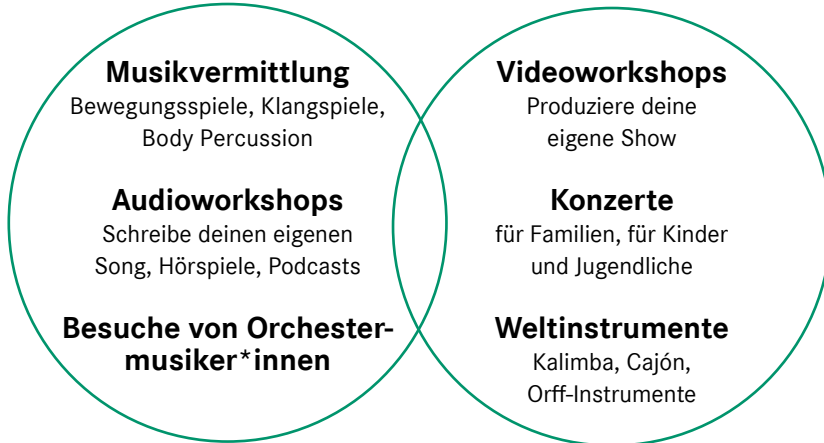 Musikvermittlung
Bewegungsspiele, Klangspiele,
Body Percussion
Audioworkshops
Schreibe deinen eigenen
Song, Hörspiele, Podcasts
Besuche von Orchester-
musiker*innen
Videoworkshops
Produziere deine
eigene Show
Konzerte
für Familien, für Kinder
und Jugendliche
Weltinstrumente
Kalimba, Cajón,
Orff-Instrumente